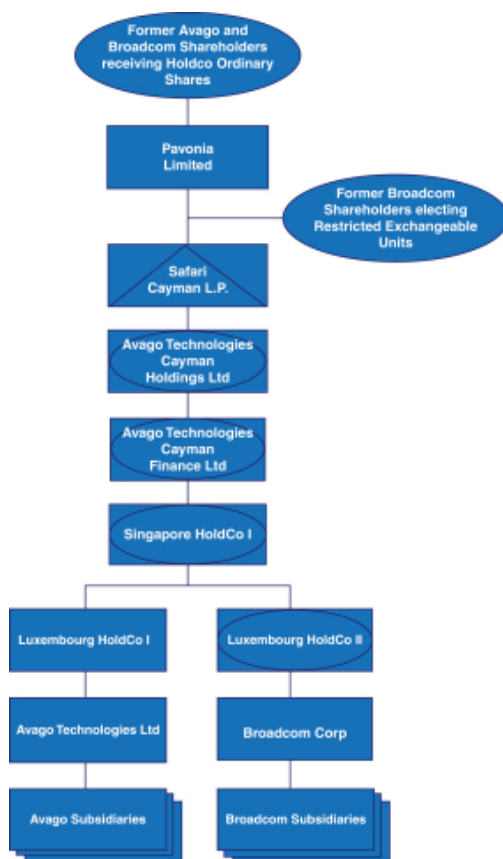 Former Avago and
Broadcom Shareholders
receiving Holdco Ordinary
Shares
Pavonia
Limited
Former Broadcom
Shareholders electing
Restricted Exchangeable
Units
Safari
Cayman L.P.
Avago Technologies
Cayman
Holdings Ltd
Avago Technologies
Cayman
Finance Ltd
Singapore HoldCo I
Luxembourg HoldCo I
Luxembourg HoldCo II
Avago Technologies Ltd
Broadcom Corp
Avago Subsidiaries
Broadcom Subsidiaries